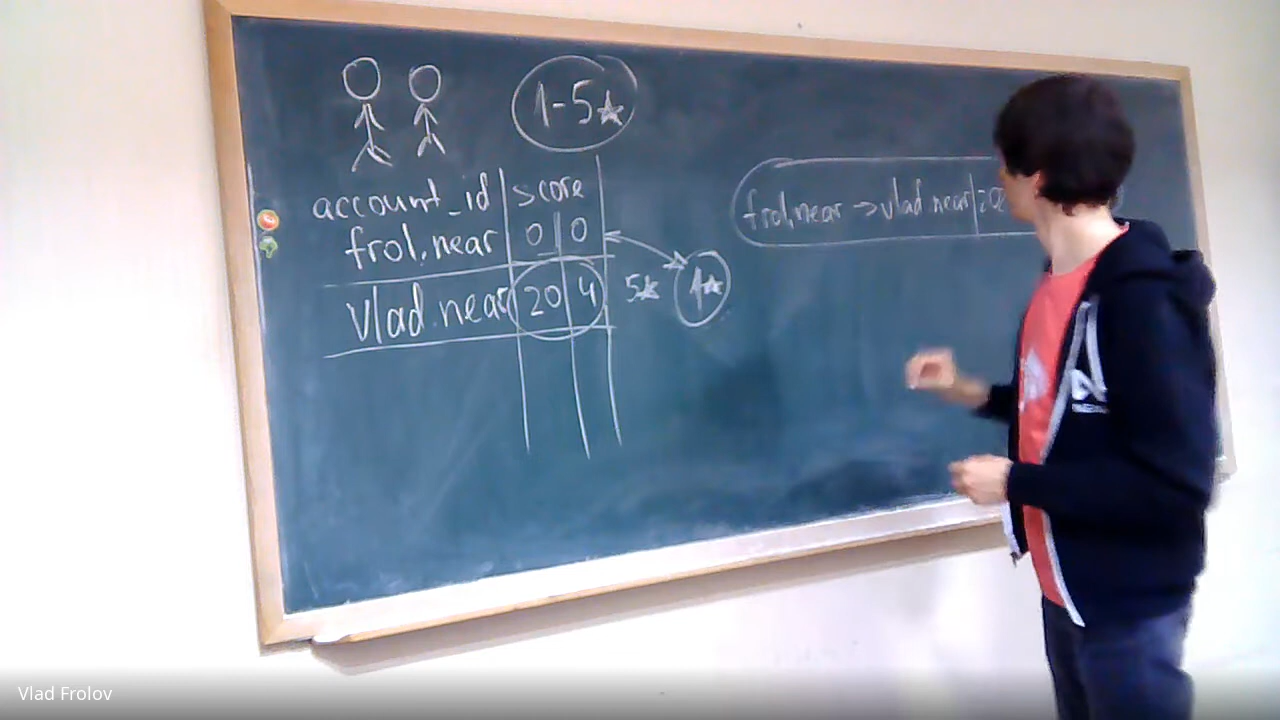 1-5★
account_id score
frol.near 0 0
vlad.near 20 4 5★ 1★
frol.near → vlad.near
Vlad Frolov